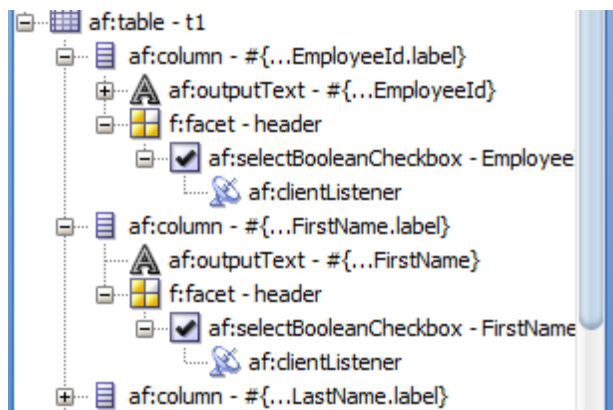 af:table - t1
af:column - #{...EmployeeId.label}
af:outputText - #{...EmployeeId}
f:facet - header
af:selectBooleanCheckbox - Employee
af:clientListener
af:column - #{...FirstName.label}
af:outputText - #{...FirstName}
f:facet - header
af:selectBooleanCheckbox - FirstName
af:clientListener
af:column - #{...LastName.label}